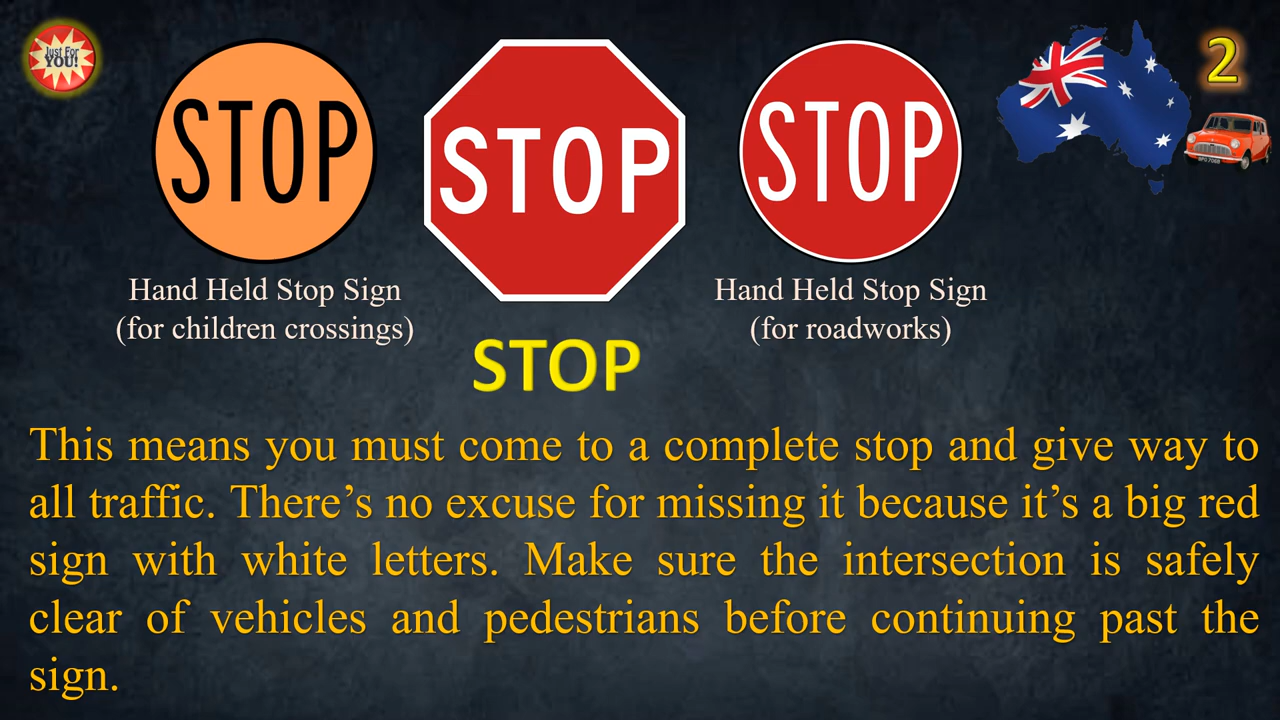 Just For
YOU!
STOP
STOP
STOP
2
Hand Held Stop Sign
(for children crossings)
Hand Held Stop Sign
(for roadworks)
STOP
This means you must come to a complete stop and give way to
all traffic. There’s no excuse for missing it because it’s a big red
sign with white letters. Make sure the intersection is safely
clear of vehicles and pedestrians before continuing past the
sign.